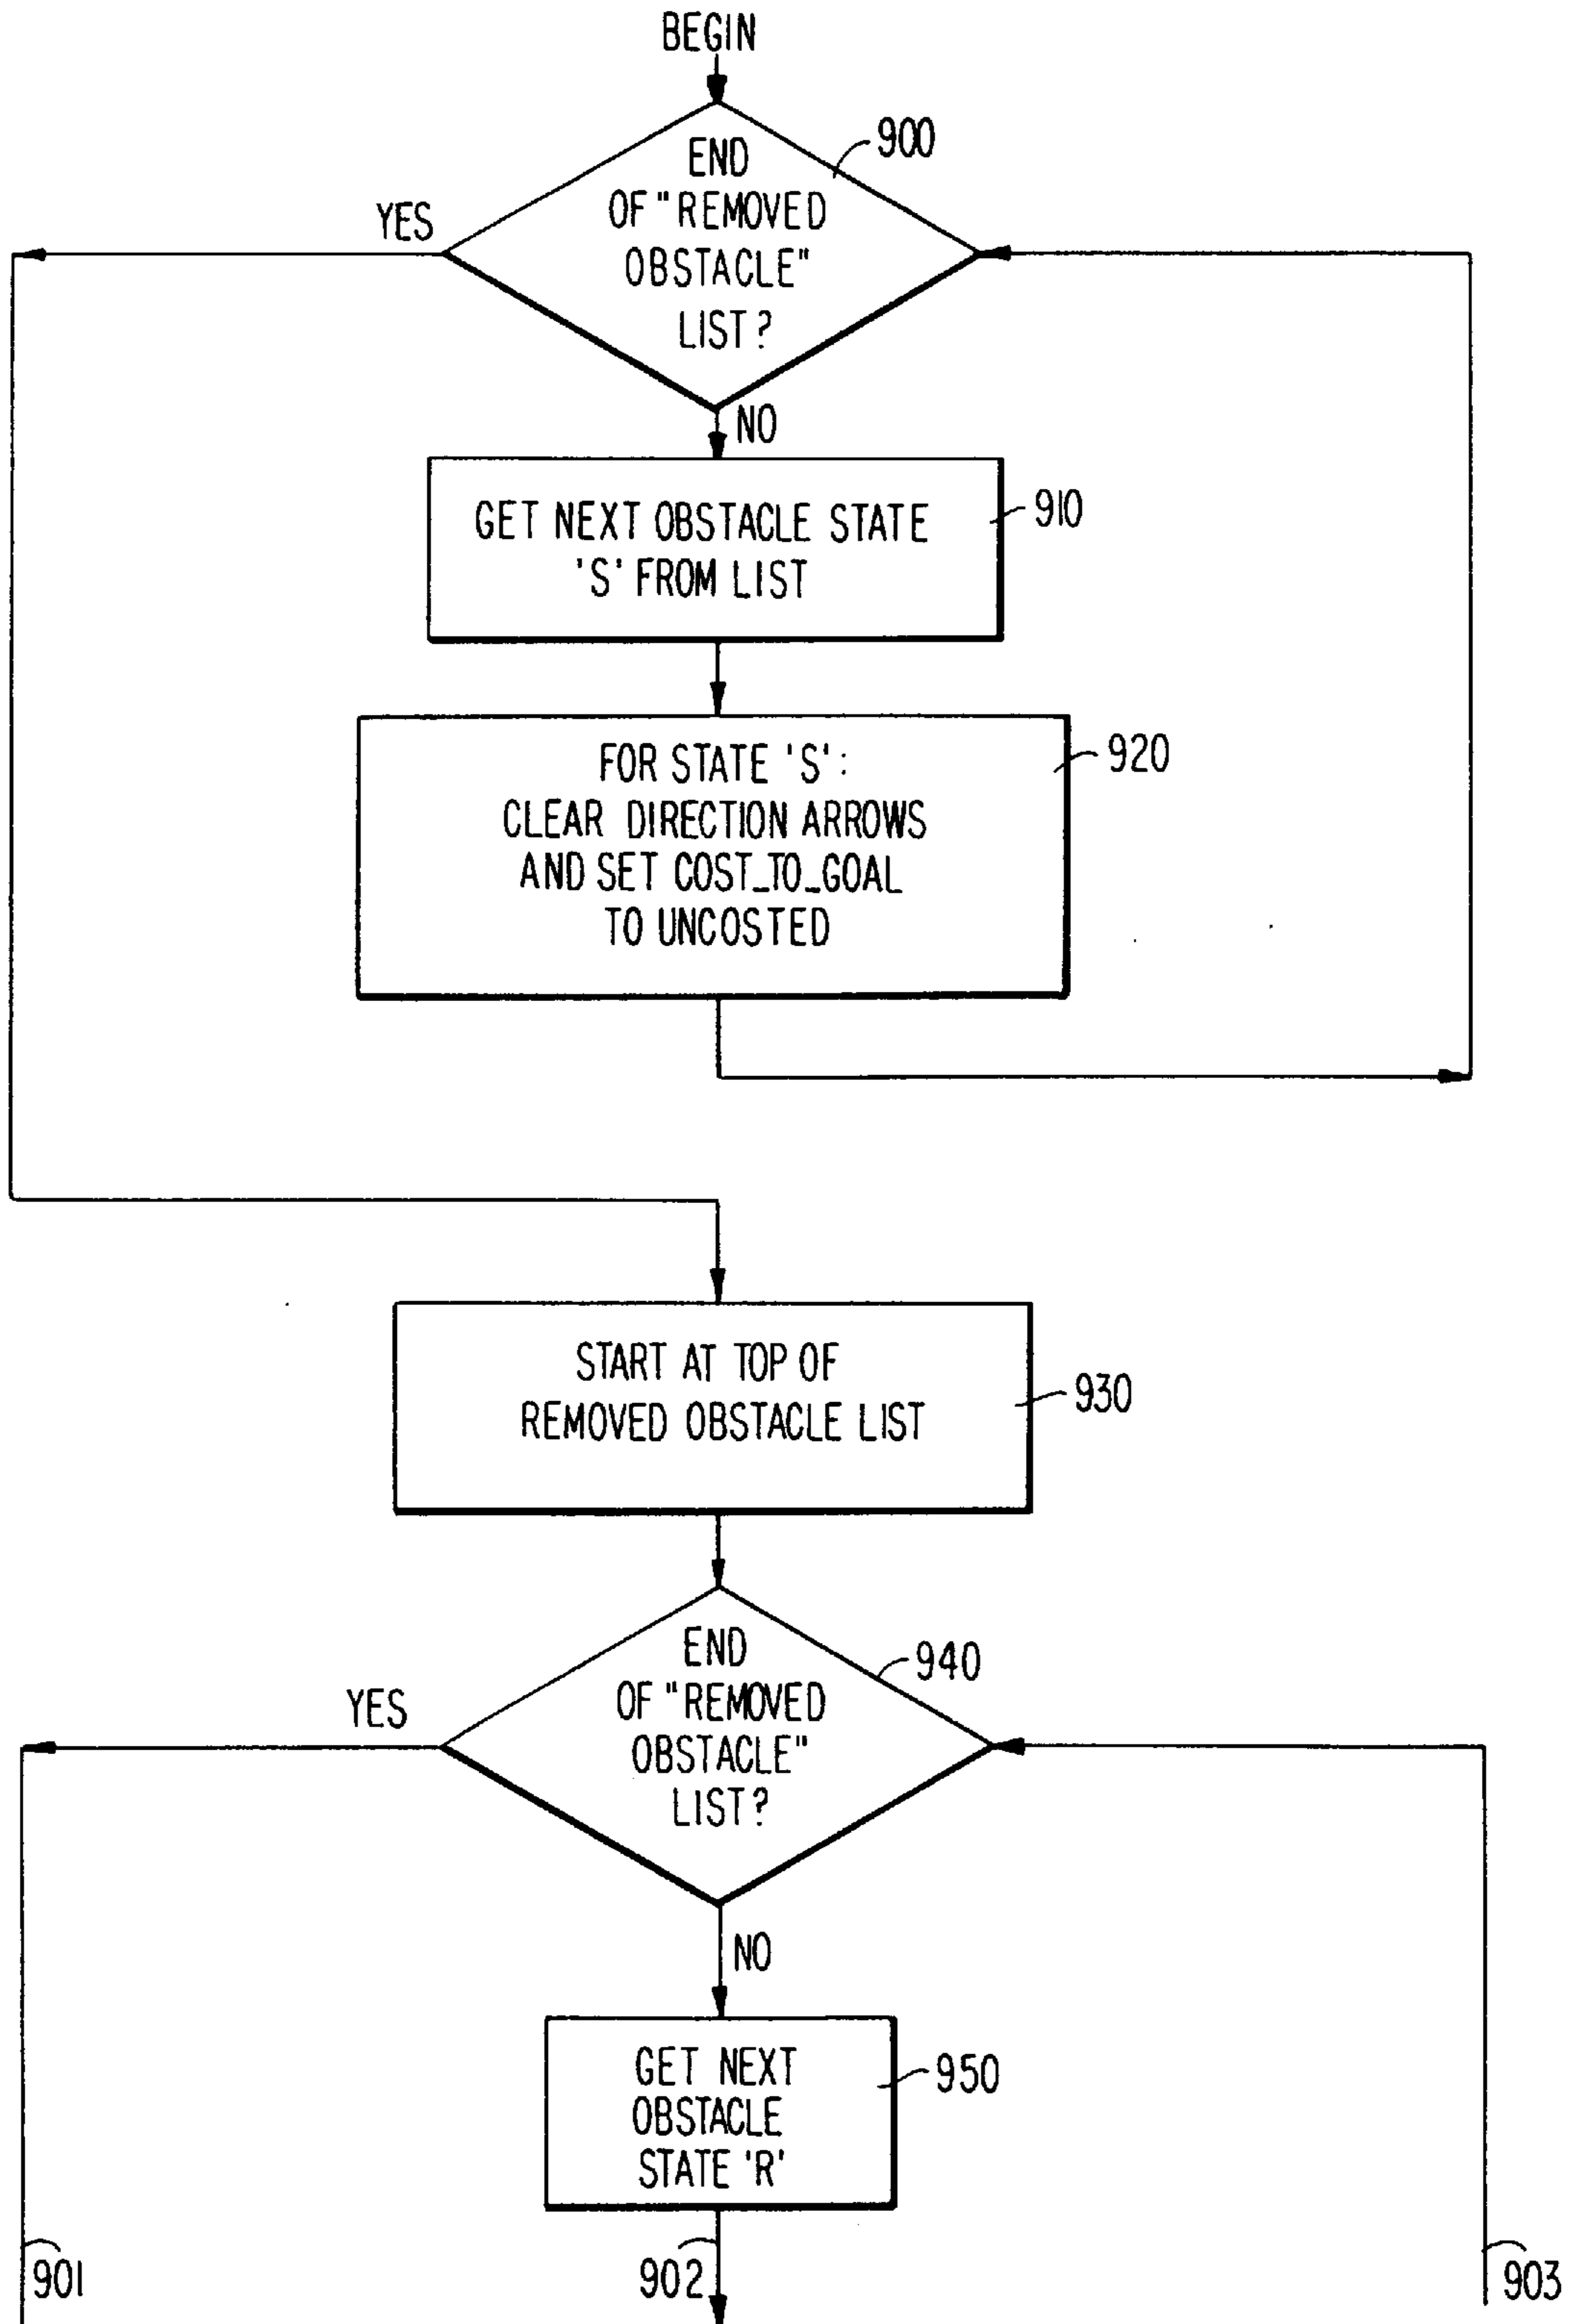 BEGIN
END
OF "REMOVED
OBSTACLE"
LIST?
900
YES
NO
GET NEXT OBSTACLE STATE
'S' FROM LIST
910
FOR STATE 'S':
CLEAR DIRECTION ARROWS
AND SET COST_TO_GOAL
TO UNCOSTED
920
START AT TOP OF
REMOVED OBSTACLE LIST
930
END
OF "REMOVED
OBSTACLE"
LIST?
940
YES
NO
GET NEXT
OBSTACLE
STATE 'R'
950
901
902
903